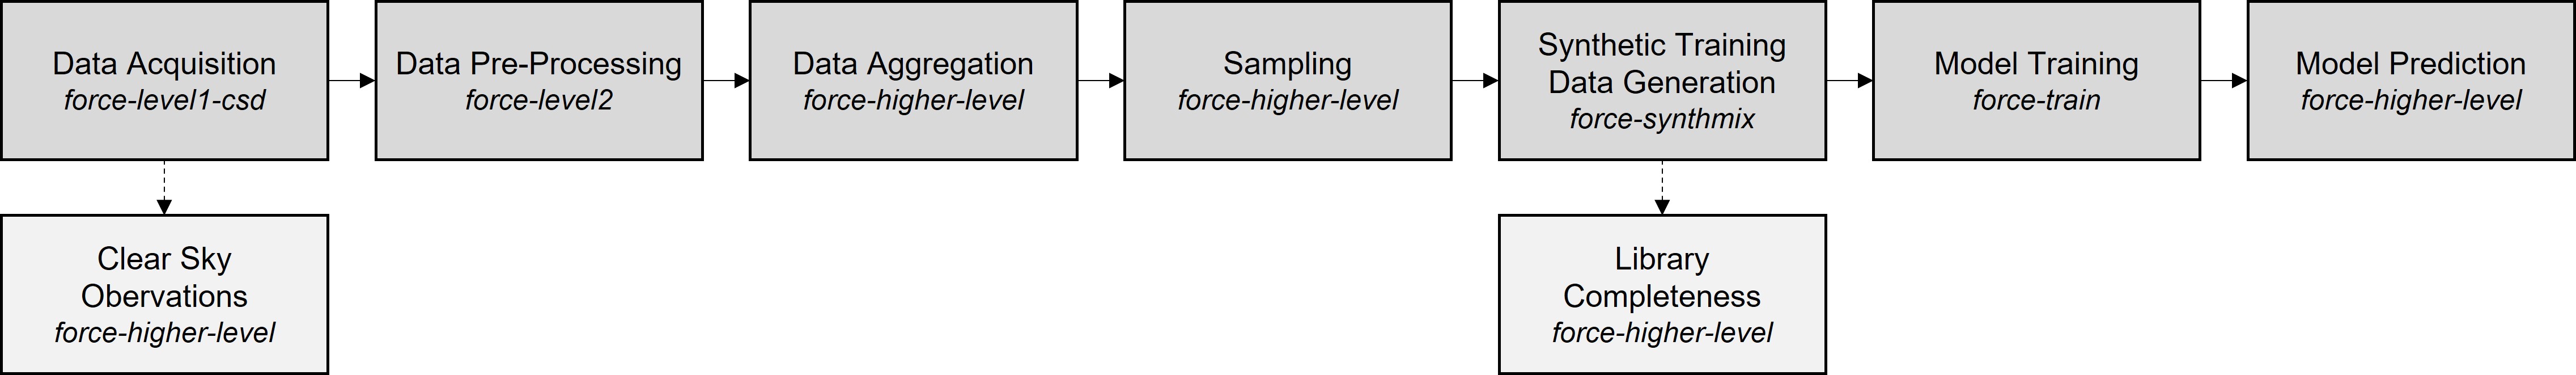 Data Acquisition
force-level1-csd
Data Pre-Processing
force-level2
Data Aggregation
force-higher-level
Sampling
force-higher-level
Synthetic Training
Data Generation
force-synthmix
Model Training
force-train
Model Prediction
force-higher-level
Clear Sky
Obervations
force-higher-level
Library
Completeness
force-higher-level